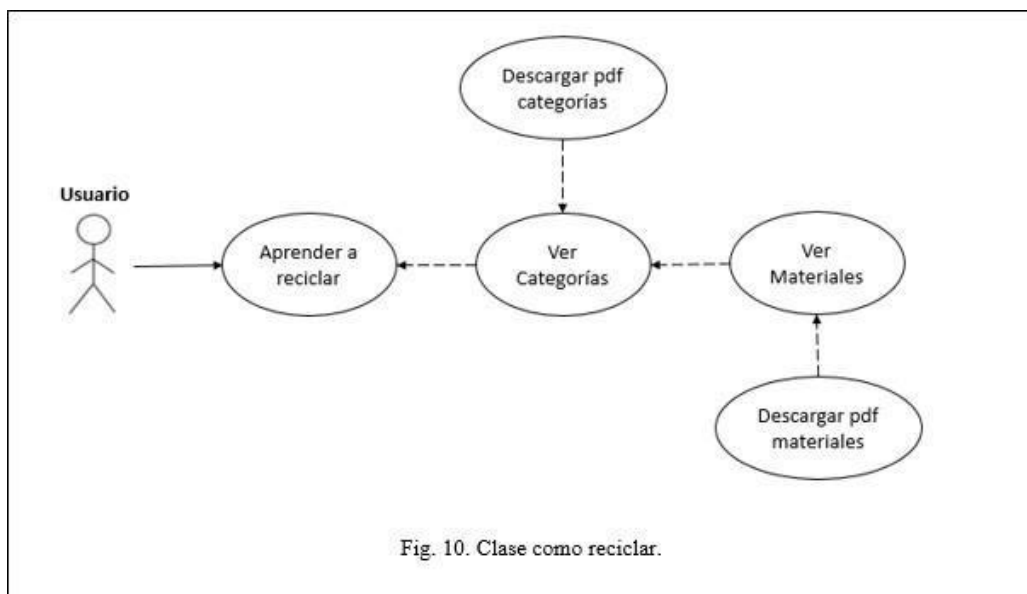 Descargar pdf
categorías
Usuario
Aprender a
reciclar
Ver
Categorías
Ver
Materiales
Descargar pdf
materiales
Fig. 10. Clase como reciclar.